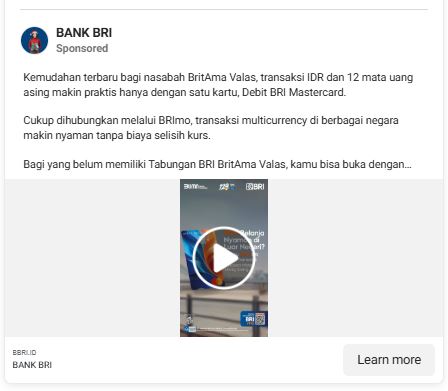 BANK BRI
Sponsored
Kemudahan terbaru bagi nasabah BritAma Valas, transaksi IDR dan 12 mata uang
asing makin praktis hanya dengan satu kartu, Debit BRI Mastercard.
Cukup dihubungkan melalui BRImo, transaksi multicurrency di berbagai negara
makin nyaman tanpa biaya selisih kurs.
Bagi yang belum memiliki Tabungan BRI BritAma Valas, kamu bisa buka dengan...
BRI
Nyaman di
Luar Negeri?
BRI
BBRI.ID
BANK BRI
Learn more